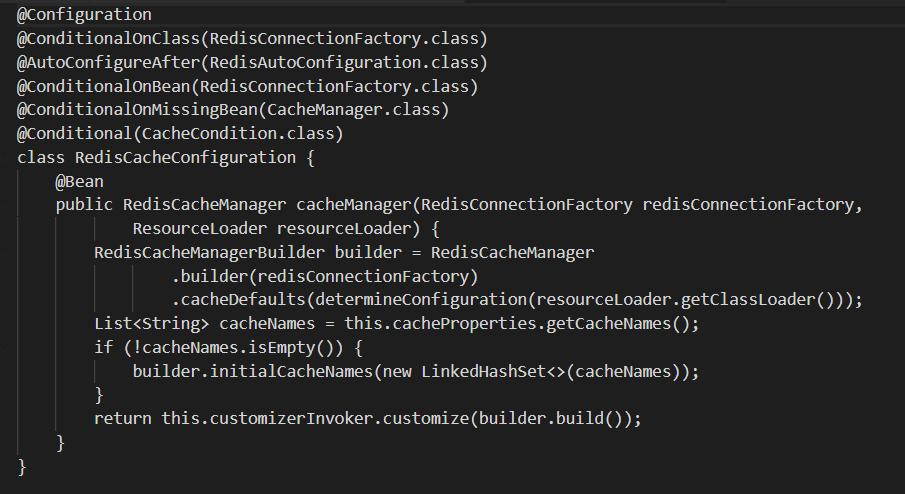 @Configuration
@ConditionalOnClass(RedisConnectionFactory.class)
@AutoConfigureAfter(RedisAutoConfiguration.class)
@ConditionalOnBean(RedisConnectionFactory.class)
@ConditionalOnMissingBean(CacheManager.class)
@Conditional(CacheCondition.class)
class RedisCacheConfiguration {
    @Bean
    public RedisCacheManager cacheManager(RedisConnectionFactory redisConnectionFactory,
            ResourceLoader resourceLoader) {
        RedisCacheManagerBuilder builder = RedisCacheManager
                .builder(redisConnectionFactory)
                .cacheDefaults(determineConfiguration(resourceLoader.getClassLoader()));
        List<String> cacheNames = this.cacheProperties.getCacheNames();
        if (!cacheNames.isEmpty()) {
            builder.initialCacheNames(new LinkedHashSet<>(cacheNames));
        }
        return this.customizerInvoker.customize(builder.build());
    }
}